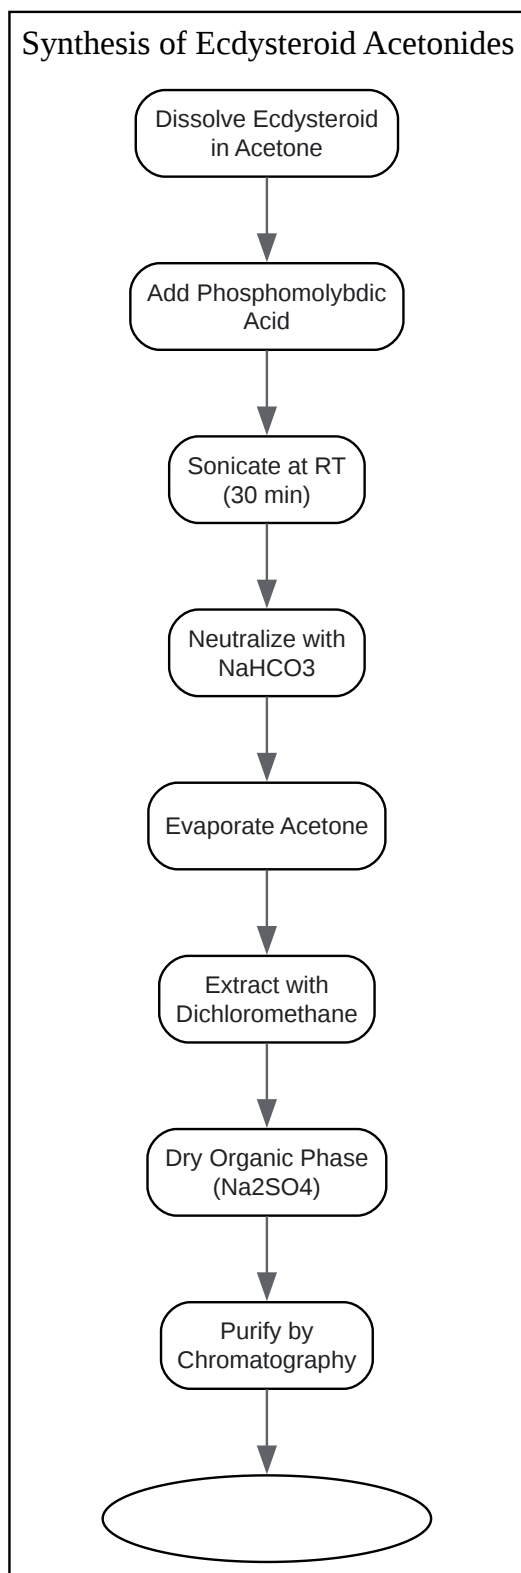 Synthesis of Ecdysteroid Acetonides
Dissolve Ecdysteroid
in Acetone
Add Phosphomolybdic
Acid
Sonicate at RT
(30 min)
Neutralize with
NaHCO3
Evaporate Acetone
Extract with
Dichloromethane
Dry Organic Phase
(Na2SO4)
Purify by
Chromatography